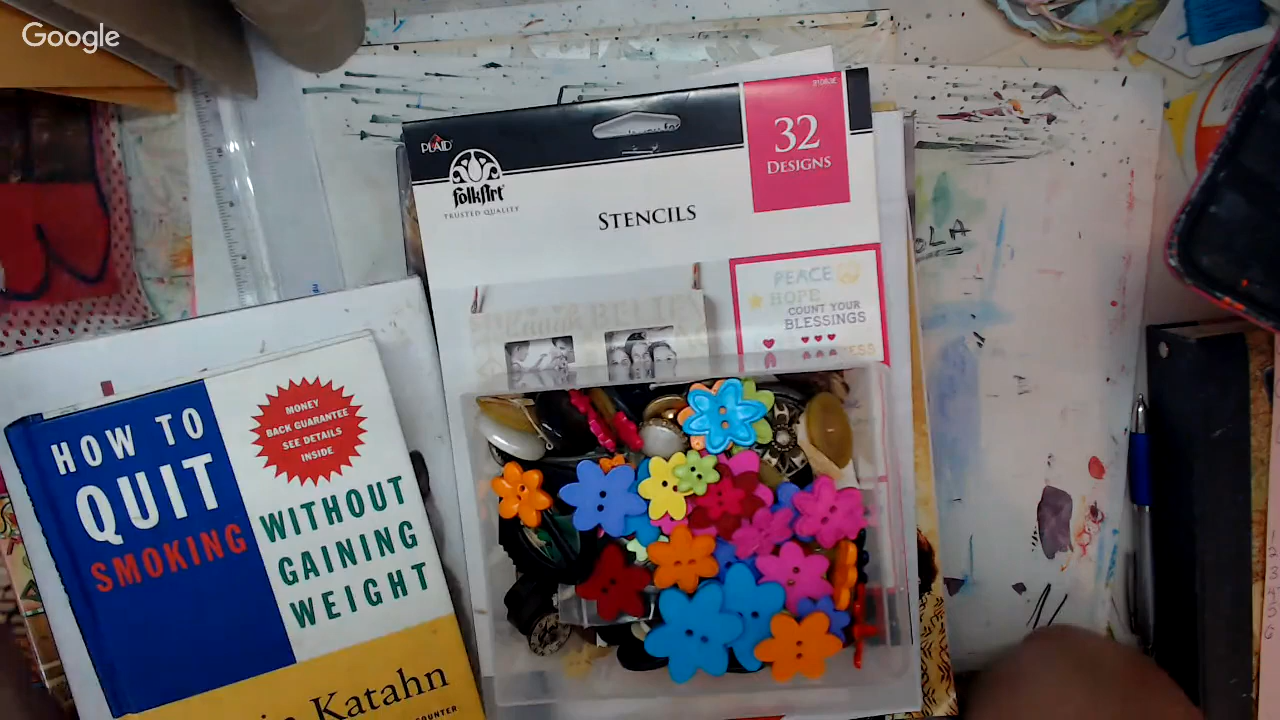 Google
PLAID
FolkArt
TRUSTED QUALITY
STENCILS
31083E
32
DESIGNS
PEACE
HOPE
COUNT YOUR
BLESSINGS
HOW TO
QUIT
SMOKING
MONEY
BACK GUARANTEE
SEE DETAILS
INSIDE
WITHOUT
GAINING
WEIGHT
Katahn